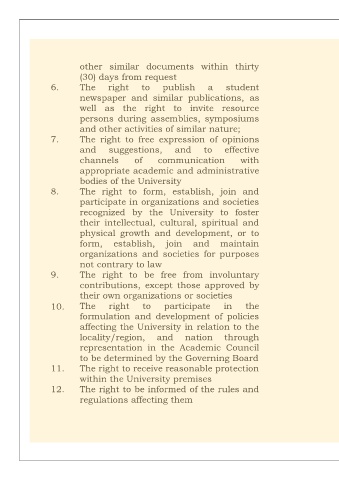 other similar documents within thirty
(30) days from request
6. The right to publish a student
newspaper and similar publications, as
well as the right to invite resource
persons during assemblies, symposiums
and other activities of similar nature;
7. The right to free expression of opinions
and suggestions, and to effective
channels of communication with
appropriate academic and administrative
bodies of the University
8. The right to form, establish, join and
participate in organizations and societies
recognized by the University to foster
their intellectual, cultural, spiritual and
physical growth and development, or to
form, establish, join and maintain
organizations and societies for purposes
not contrary to law
9. The right to be free from involuntary
contributions, except those approved by
their own organizations or societies
10. The right to participate in the
formulation and development of policies
affecting the University in relation to the
locality/region, and nation through
representation in the Academic Council
to be determined by the Governing Board
11. The right to receive reasonable protection
within the University premises
12. The right to be informed of the rules and
regulations affecting them